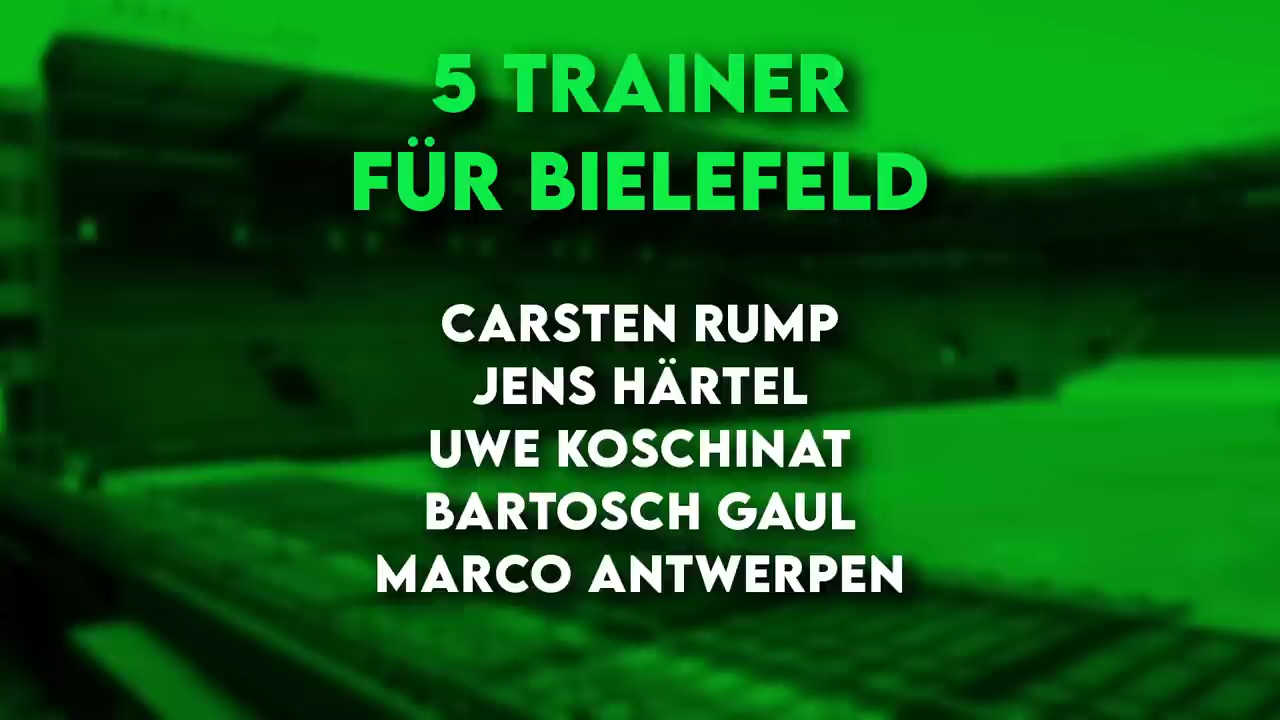 5 TRAINER
FÜR BIELEFELD
CARSTEN RUMP
JENS HÄRTEL
UWE KOSCHINAT
BARTOSCH GAUL
MARCO ANTWERPEN